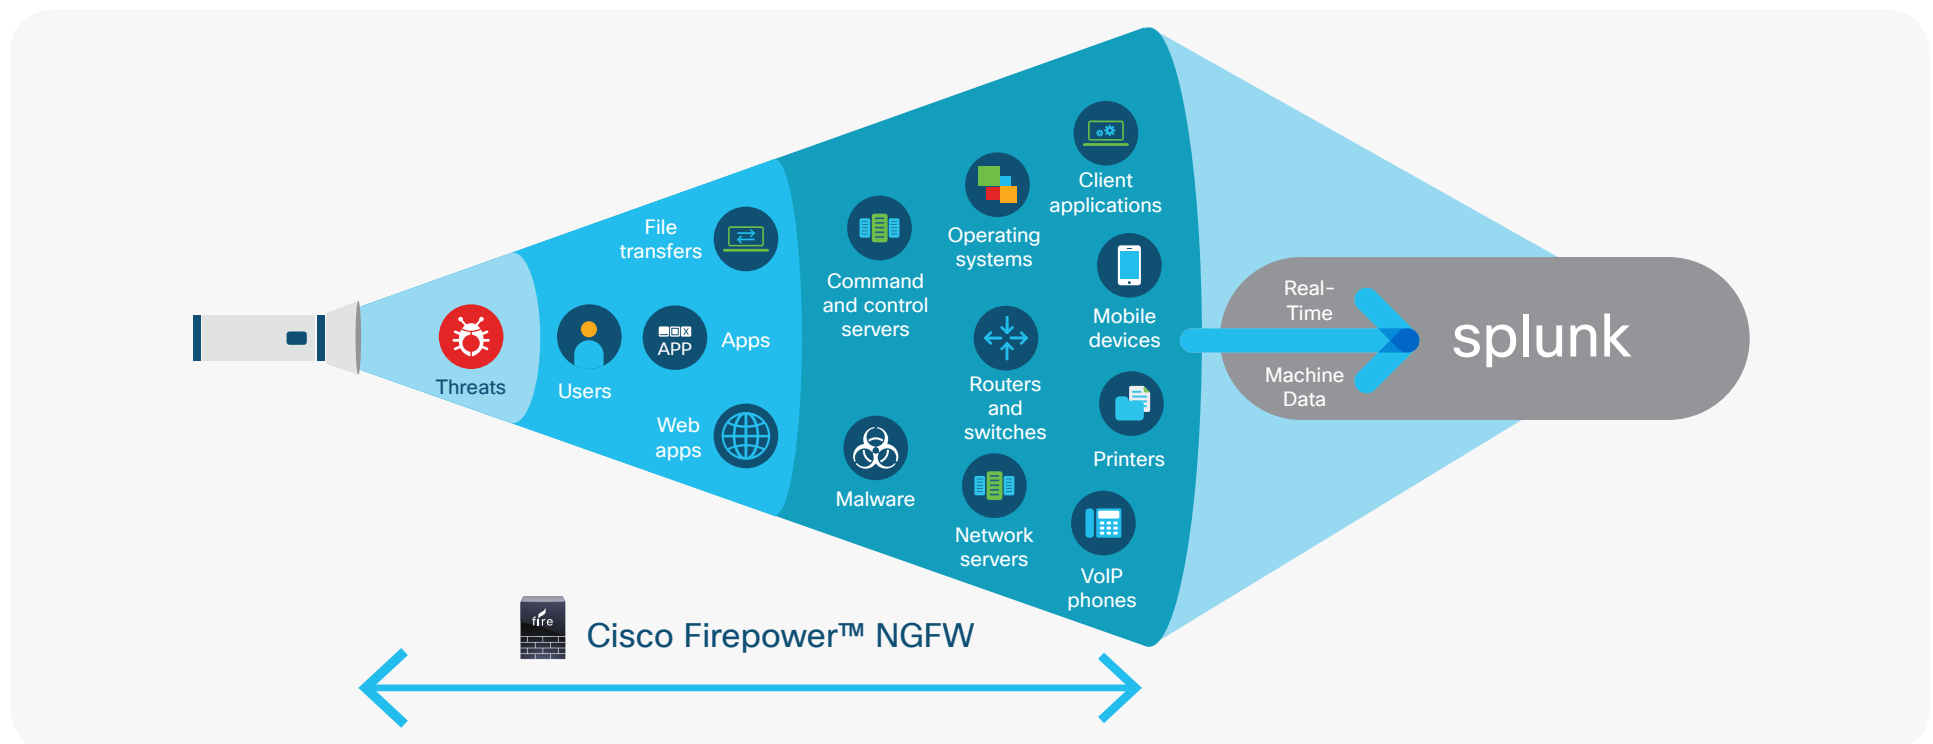 Client
applications
File
transfers
Operating
systems
Command
and control
servers
Real-
Time
splunk
Mobile
devices
APP
Apps
X
Threats
Users
Machine
Data
Routers
and
switches
Web
apps
Printers
Malware
Network
servers
VoIP
phones
fire
Cisco Firepower™ NGFW